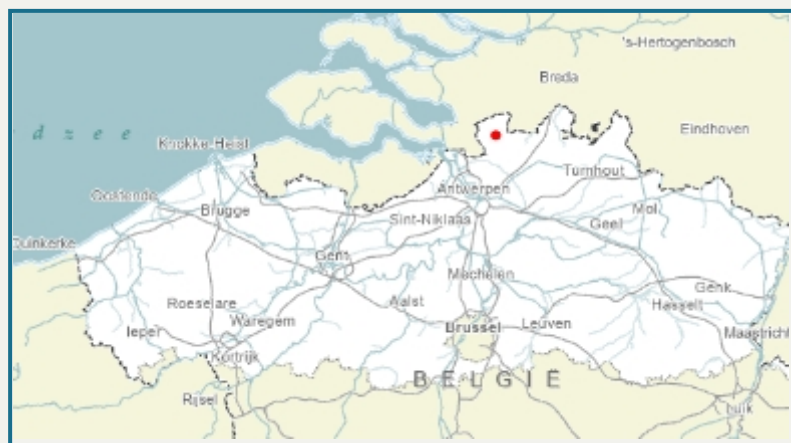 's-Hertogenbosch
Breda
Eindhoven
d z e e
Knokke-Heist
Turnhout
Antwerpen
Oostende
Brugge
Sint-Niklaas
Mol
Geel
Duinkerke
Gent
Mechelen
Genk
Roeselare
Aalst
Hasselt
Ieper
Waregem
Brussel
Leuven
Maastricht
Kortrijk
BELGIË
Rijsel
Luik